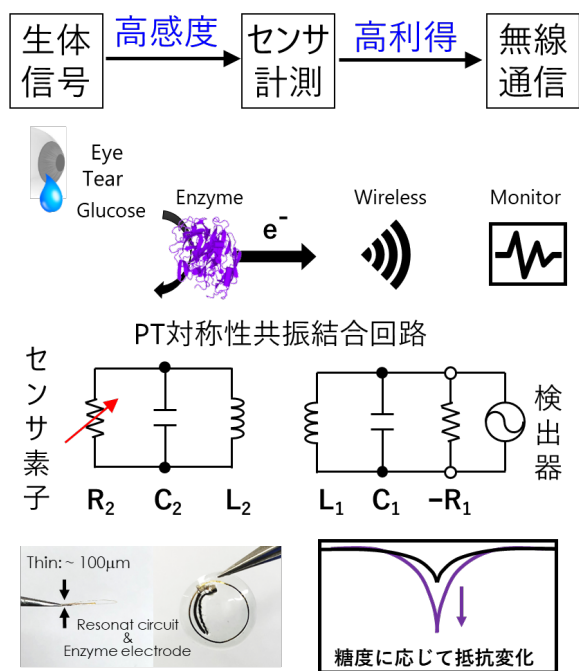 生体
信号
高感度
センサ
計測
高利得
無線
通信
Eye
Tear
Glucose
Enzyme
e⁻
Wireless
Monitor
PT対称性共振結合回路
センサ素子
R₂ C₂ L₂
L₁ C₁ −R₁
検出器
Thin: ~ 100μm
Resonat circuit
&
Enzyme electrode
糖度に応じて抵抗変化